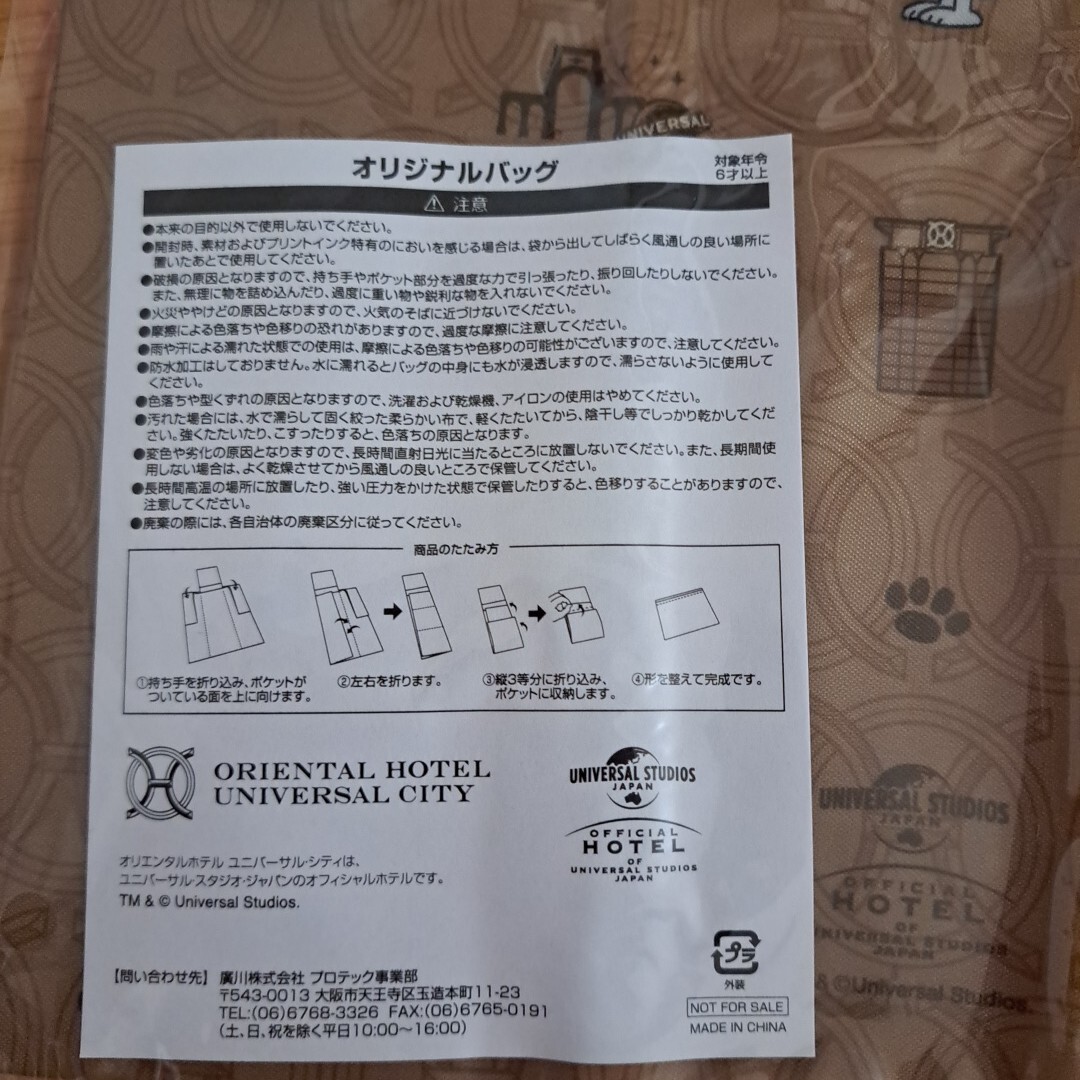 UNIVERSAL
オリジナルバッグ
対象年令
6才以上
⚠ 注意
●本来の目的以外で使用しないでください。
●開封時、素材およびプリントインク特有のにおいを感じる場合は、袋から出してしばらく風通しの良い場所に
置いたあとで使用してください。
●破損の原因となりますので、持ち手やポケット部分を過度な力で引っ張ったり、振り回したりしないでください。
また、無理に物を詰め込んだり、過度に重い物や鋭利な物を入れないでください。
●火災ややけどの原因となりますので、火気のそばに近づけないでください。
●摩擦による色落ちや色移りの恐れがありますので、過度な摩擦に注意してください。
●雨や汗による濡れた状態での使用は、摩擦による色落ちや色移りの可能性がございますので、注意してください。
●防水加工はしておりません。水に濡れるとバッグの中身にも水が浸透しますので、濡らさないように使用して
ください。
●色落ちや型くずれの原因となりますので、洗濯および乾燥機、アイロンの使用はやめてください。
●汚れた場合には、水で濡らして固く絞った柔らかい布で、軽くたたいてから、陰干し等でしっかり乾かしてくだ
さい。強くたたいたり、こすったりすると、色落ちの原因となります。
●変色や劣化の原因となりますので、長時間直射日光に当たるところに放置しないでください。また、長期間使
用しない場合は、よく乾燥させてから風通しの良いところで保管してください。
●長時間高温の場所に放置したり、強い圧力をかけた状態で保管したりすると、色移りすることがありますので、
注意してください。
●廃棄の際には、各自治体の廃棄区分に従ってください。
商品のたたみ方
①持ち手を折り込み、ポケットが
ついている面を上に向けます。
②左右を折ります。
③縦3等分に折り込み、
ポケットに収納します。
④形を整えて完成です。
ORIENTAL HOTEL
UNIVERSAL CITY
UNIVERSAL STUDIOS
JAPAN
OFFICIAL
HOTEL
OF
UNIVERSAL STUDIOS
JAPAN
オリエンタルホテル ユニバーサル・シティは、
ユニバーサル・スタジオ・ジャパンのオフィシャルホテルです。
TM & © Universal Studios.
【問い合わせ先】 廣川株式会社 プロテック事業部
〒543-0013 大阪市天王寺区玉造本町11-23
TEL:(06)6768-3326 FAX:(06)6765-0191
(土、日、祝を除く平日10:00〜16:00)
プラ
外装
NOT FOR SALE
MADE IN CHINA
UNIVERSAL STUDIOS
JAPAN
OFFICIAL
HOTEL
OF
UNIVERSAL STUDIOS
JAPAN
& ©Universal Studios.